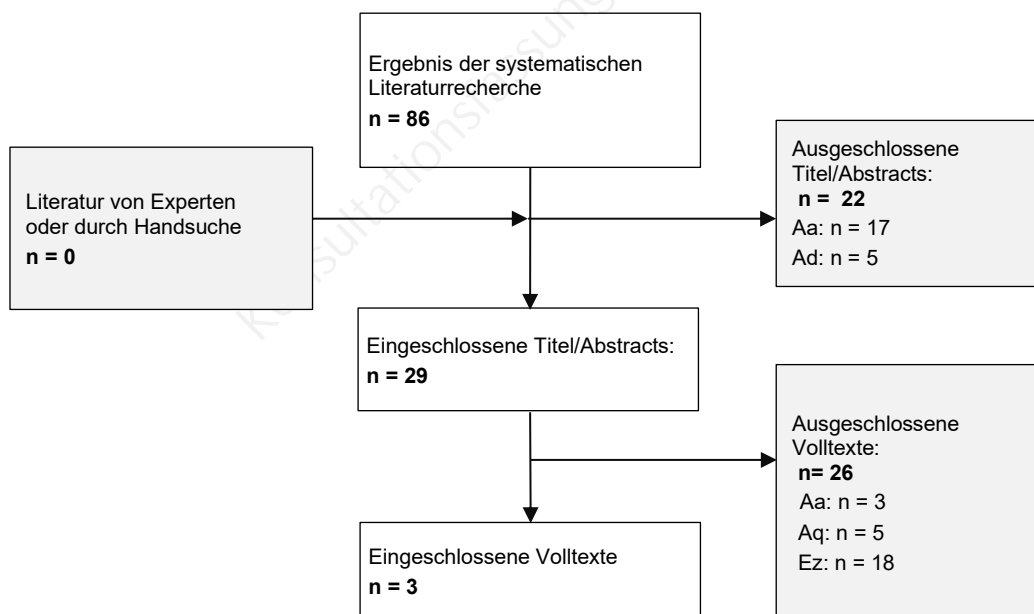 Ergebnis der systematischen
Literaturrecherche
n = 86
Literatur von Experten
oder durch Handsuche
n = 0
Ausgeschlossene
Titel/Abstracts:
n = 22
Aa: n = 17
Ad: n = 5
Eingeschlossene Titel/Abstracts:
n = 29
Ausgeschlossene
Volltexte:
n= 26
Aa: n = 3
Aq: n = 5
Ez: n = 18
Eingeschlossene Volltexte
n = 3
Konsultationsfassung